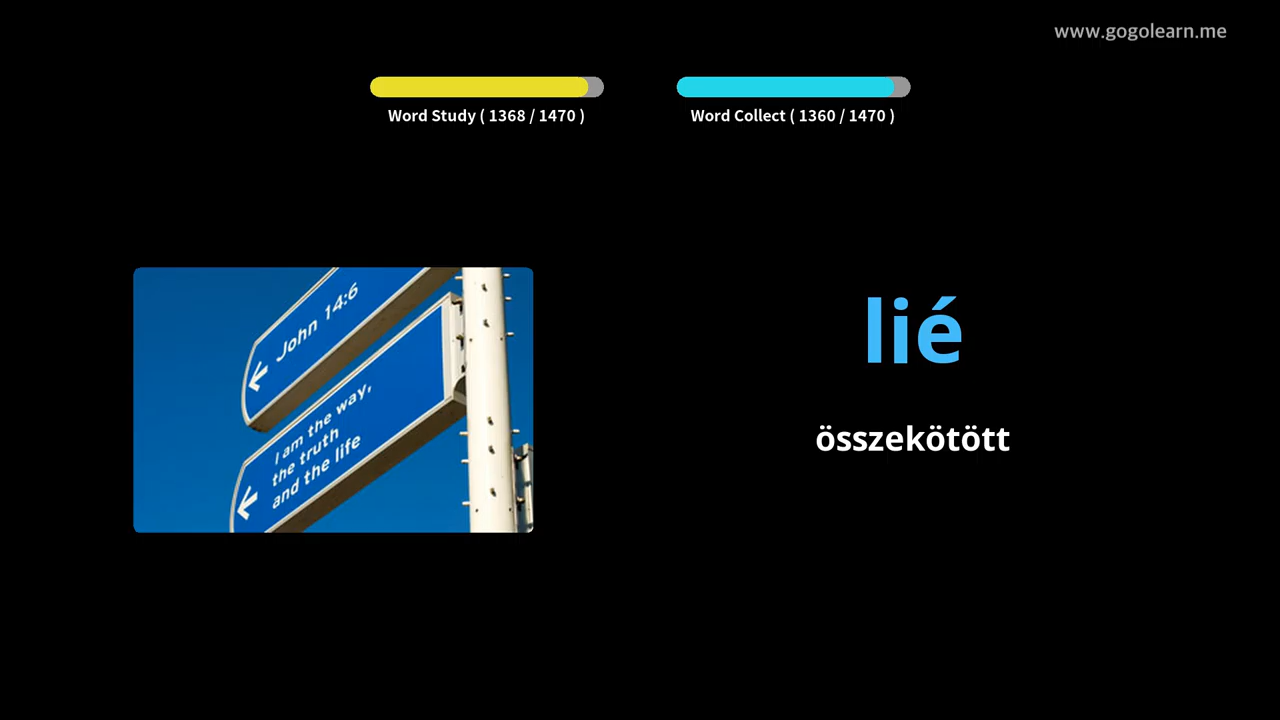 www.gogolearn.me
Word Study ( 1368 / 1470 )
Word Collect ( 1360 / 1470 )
John 14:6
I am the way,
the truth
and the life
lié
összekötött